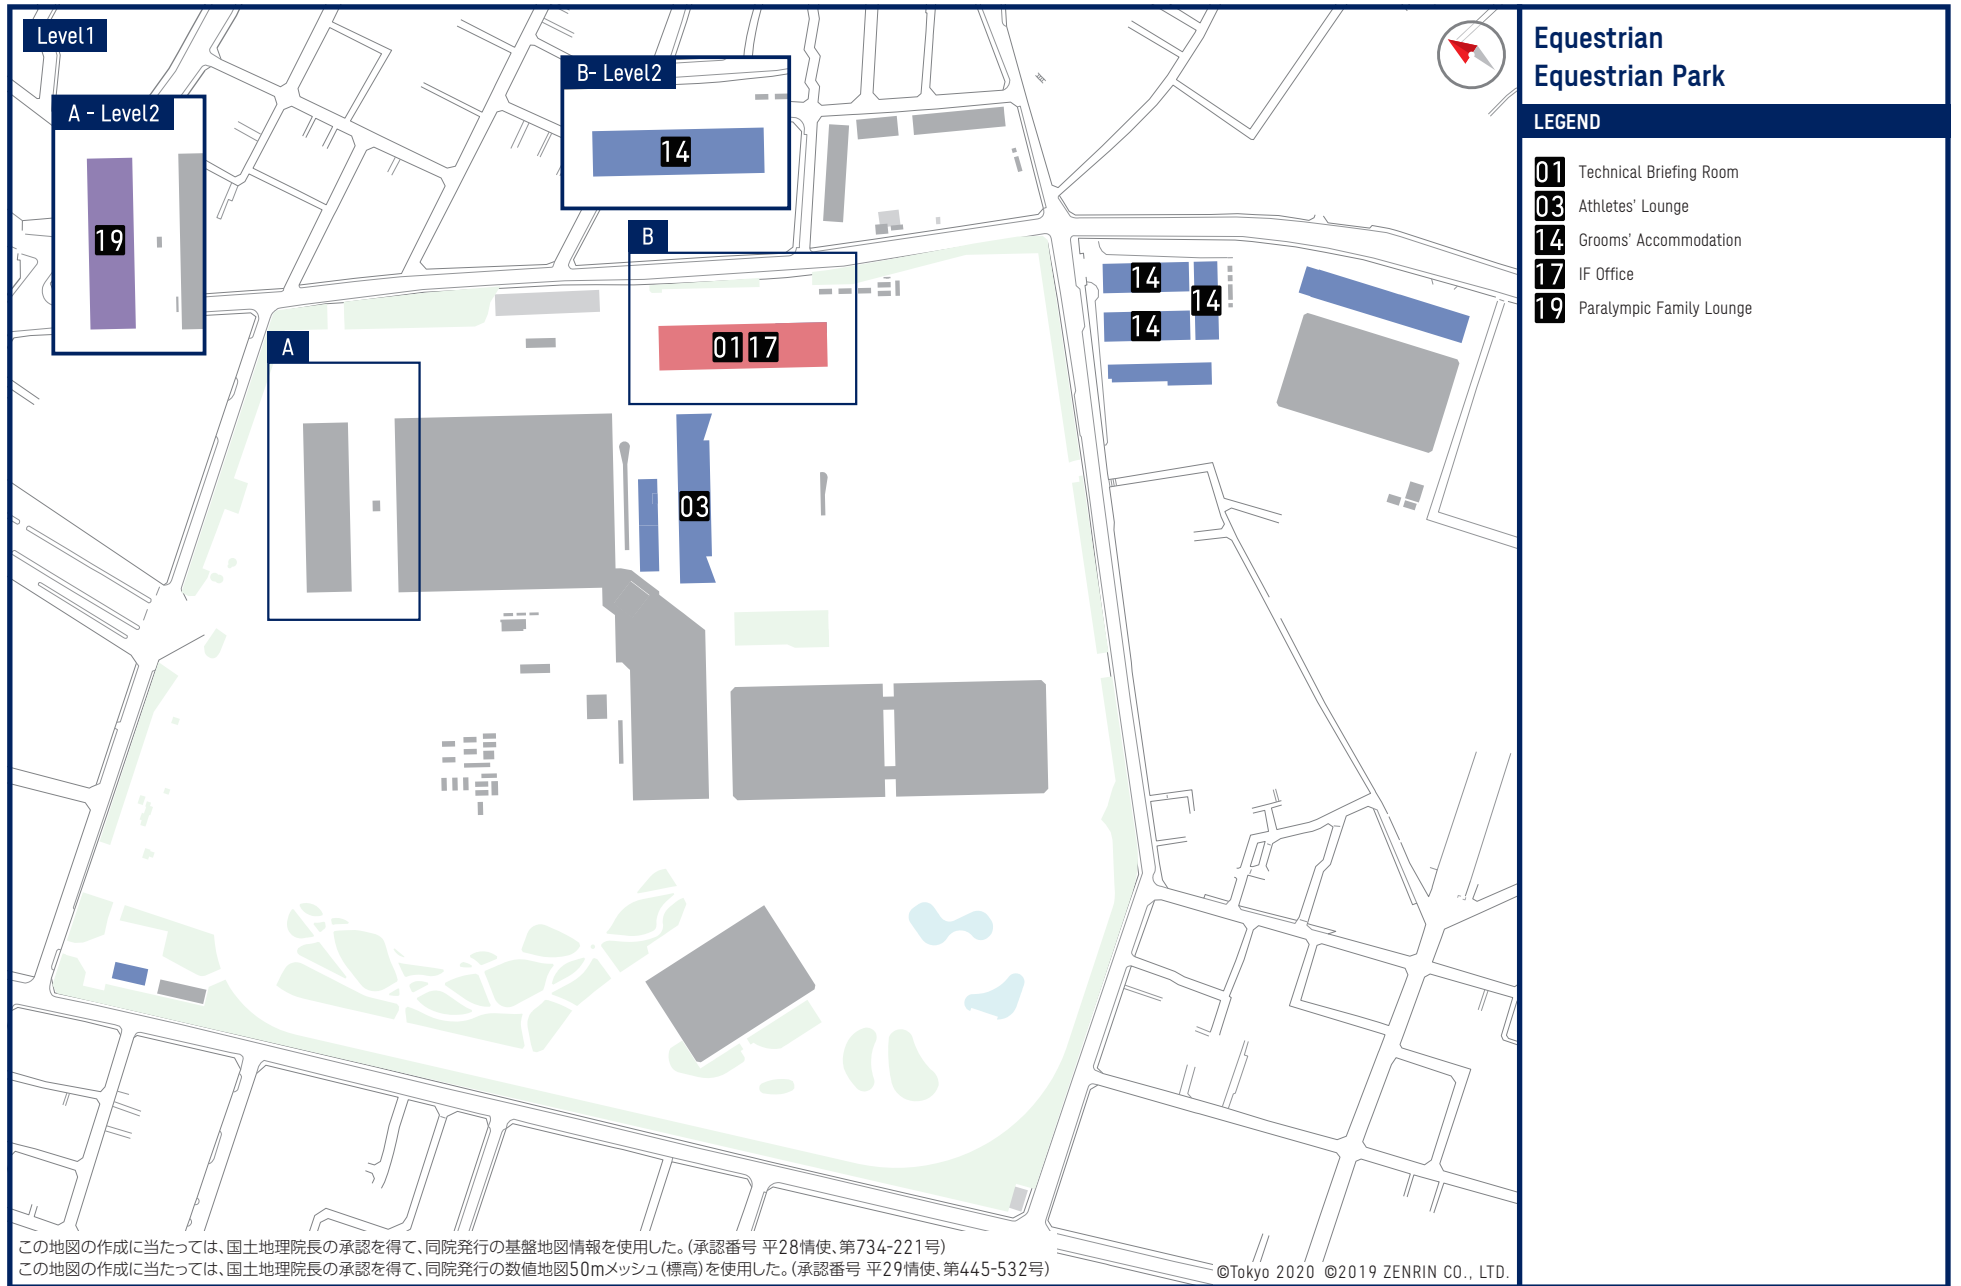 Level1
A - Level2
19
B- Level2
14
B
01 17
A
03
14
14
14
Equestrian
Equestrian Park
LEGEND
01 Technical Briefing Room
03 Athletes' Lounge
14 Grooms' Accommodation
17 IF Office
19 Paralympic Family Lounge
この地図の作成に当たっては、国土地理院長の承認を得て、同院発行の基盤地図情報を使用した。(承認番号 平28情使、第734-221号)
この地図の作成に当たっては、国土地理院長の承認を得て、同院発行の数値地図50mメッシュ(標高)を使用した。(承認番号 平29情使、第445-532号)
©Tokyo 2020 ©2019 ZENRIN CO., LTD.